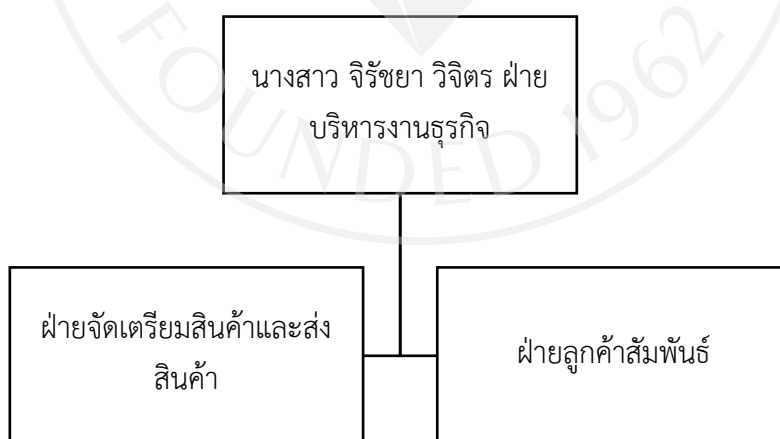 นางสาว จิรัชยา วิจิตร ฝ่าย
บริหารงานธุรกิจ
FOUNDED 1962
ฝ่ายจัดเตรียมสินค้าและส่ง
สินค้า
ฝ่ายลูกค้าสัมพันธ์